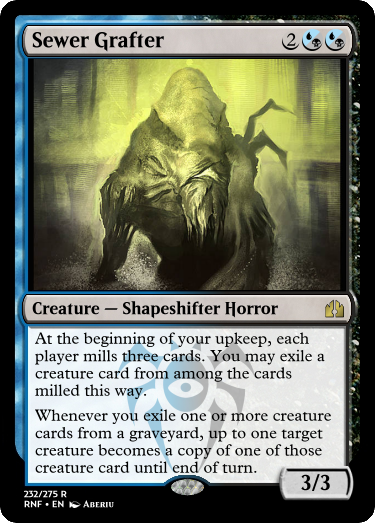 Sewer Grafter 2
Creature — Shapeshifter Horror
At the beginning of your upkeep, each
player mills three cards. You may exile a
creature card from among the cards
milled this way.
Whenever you exile one or more creature
cards from a graveyard, up to one target
creature becomes a copy of one of those
creature card until end of turn.
3/3
232/275 R
RNF • EN Aberiu